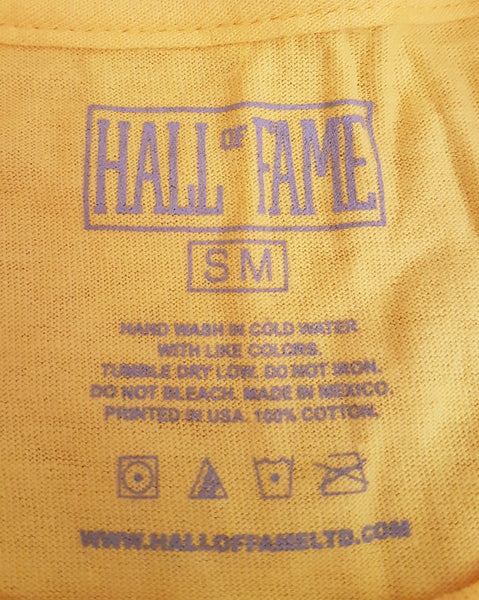 HALL OF FAME
SM
HAND WASH IN COLD WATER
WITH LIKE COLORS.
TUMBLE DRY LOW. DO NOT IRON.
DO NOT BLEACH. MADE IN MEXICO.
PRINTED IN USA. 100% COTTON.
WWW.HALLOFFAMELTD.COM